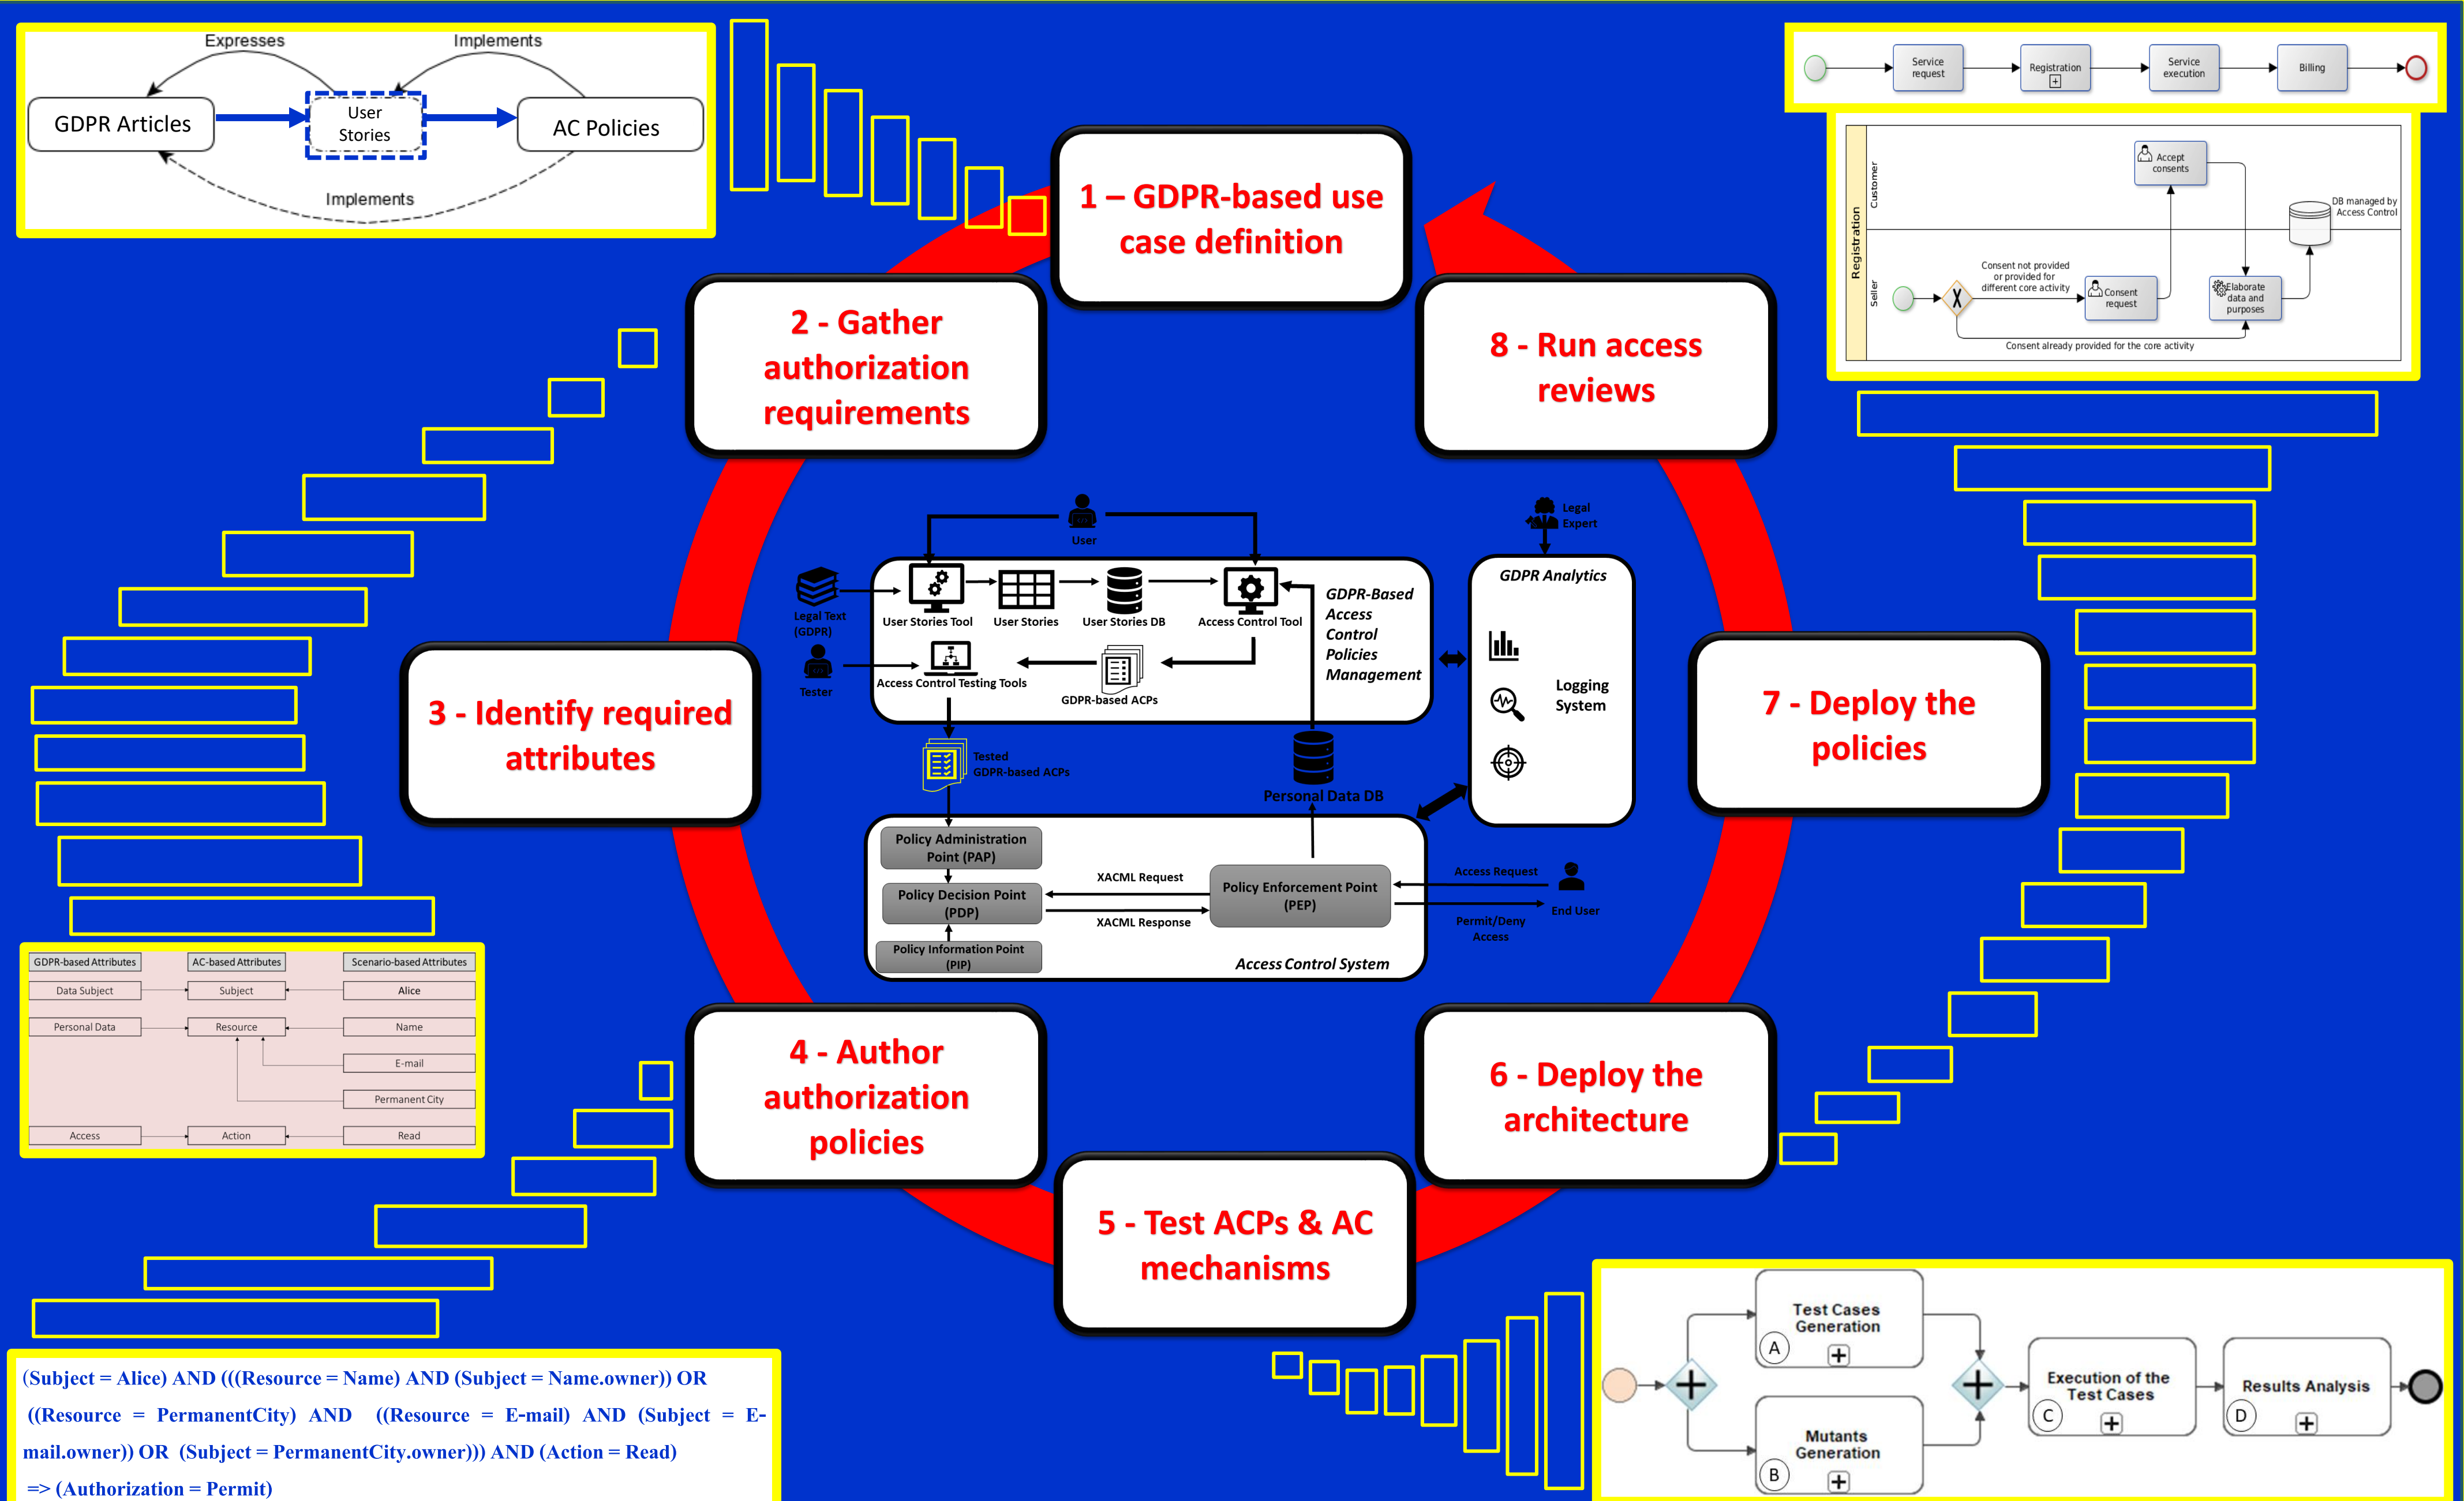 Expresses
Implements
GDPR Articles
User
Stories
AC Policies
Implements
Service
request
Registration
Service
execution
Billing
Registration
Customer
Seller
Accept
consents
DB managed by
Access Control
Consent not provided
or provided for
different core activity
Consent
request
Elaborate
data and
purposes
Consent already provided for the core activity
1 – GDPR-based use
case definition
2 - Gather
authorization
requirements
8 - Run access
reviews
3 - Identify required
attributes
7 - Deploy the
policies
4 - Author
authorization
policies
6 - Deploy the
architecture
5 - Test ACPs & AC
mechanisms
User
Legal
Expert
Legal Text
(GDPR)
User Stories Tool
User Stories
User Stories DB
Access Control Tool
GDPR-Based
Access
Control
Policies
Management
Tester
Access Control Testing Tools
GDPR-based ACPs
GDPR Analytics
Logging
System
Tested
GDPR-based ACPs
Personal Data DB
Policy Administration
Point (PAP)
Policy Decision Point
(PDP)
Policy Information Point
(PIP)
XACML Request
XACML Response
Policy Enforcement Point
(PEP)
Access Request
Permit/Deny
Access
End User
Access Control System
GDPR-based Attributes
AC-based Attributes
Scenario-based Attributes
Data Subject
Subject
Alice
Personal Data
Resource
Name
E-mail
Permanent City
Access
Action
Read
(Subject = Alice) AND (((Resource = Name) AND (Subject = Name.owner)) OR
((Resource = PermanentCity) AND ((Resource = E-mail) AND (Subject = E-
mail.owner)) OR (Subject = PermanentCity.owner))) AND (Action = Read)
=> (Authorization = Permit)
Test Cases
Generation
A
Mutants
Generation
B
Execution of the
Test Cases
C
Results Analysis
D